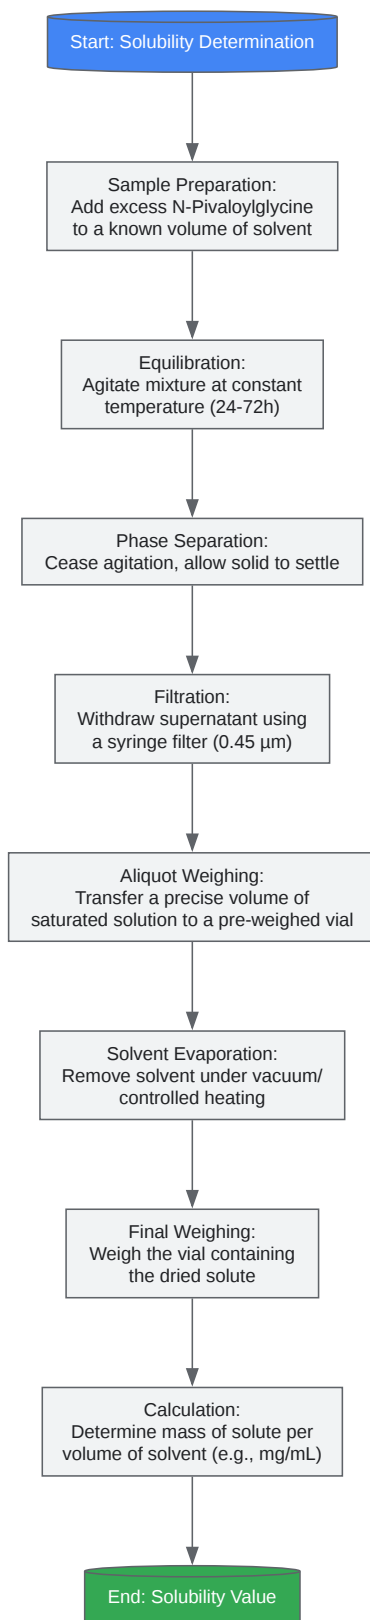 Start: Solubility Determination
Sample Preparation:
Add excess N-Pivaloylglycine
to a known volume of solvent
Equilibration:
Agitate mixture at constant
temperature (24-72h)
Phase Separation:
Cease agitation, allow solid to settle
Filtration:
Withdraw supernatant using
a syringe filter (0.45 µm)
Aliquot Weighing:
Transfer a precise volume of
saturated solution to a pre-weighed vial
Solvent Evaporation:
Remove solvent under vacuum/
controlled heating
Final Weighing:
Weigh the vial containing
the dried solute
Calculation:
Determine mass of solute per
volume of solvent (e.g., mg/mL)
End: Solubility Value